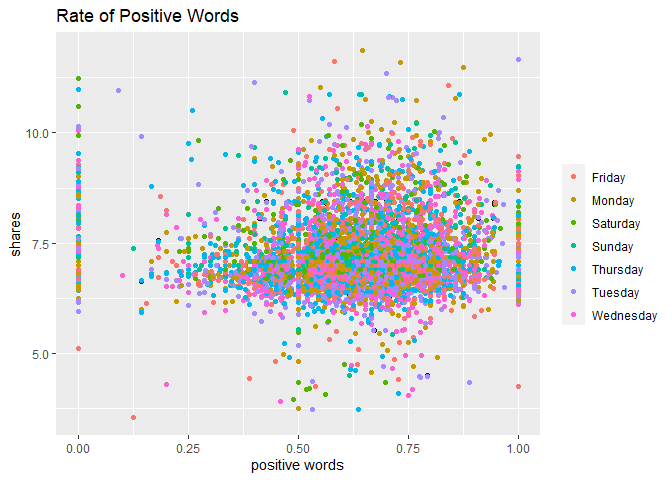 Rate of Positive Words
shares
10.0
7.5
5.0
0.00
0.25
0.50
0.75
1.00
positive words
Friday
Monday
Saturday
Sunday
Thursday
Tuesday
Wednesday